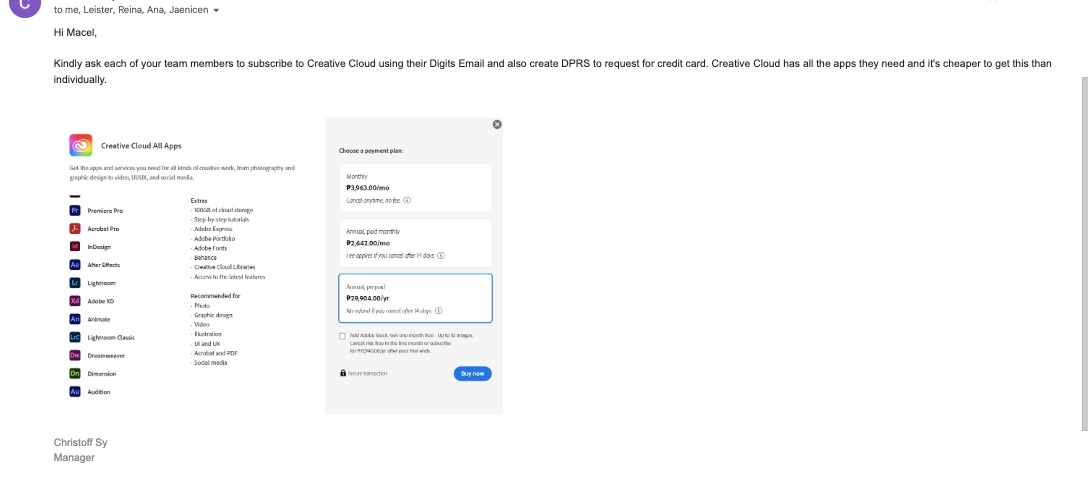 C
to me, Leister, Reina, Ana, Jaenicen
Hi Macel,
Kindly ask each of your team members to subscribe to Creative Cloud using their Digits Email and also create DPRS to request for credit card. Creative Cloud has all the apps they need and it's cheaper to get this than
individually.
Creative Cloud All Apps
Get the apps and services you need for all kinds of creative work, from photography and
graphic design to video, UI/UX, and social media.
Pr Premiere Pro
Acrobat Pro
Id InDesign
Ae After Effects
Lr Lightroom
Xd Adobe XD
An Animate
LrC Lightroom Classic
Dw Dreamweaver
Dn Dimension
Au Audition
Extras
- 100GB of cloud storage
- Step-by-step tutorials
- Adobe Express
- Adobe Portfolio
- Adobe Fonts
- Behance
- Creative Cloud Libraries
- Access to the latest features
Recommended for
- Photo
- Graphic design
- Video
- Illustration
- UI and UX
- Acrobat and PDF
- Social media
Choose a payment plan:
Monthly
₱3,963.00/mo
Cancel anytime, no fee.
Annual, paid monthly
₱2,642.00/mo
Fee applies if you cancel after 14 days.
Annual, prepaid
₱29,904.00/yr
No refund if you cancel after 14 days.
Add Adobe Stock. Get one month free. Up to 10 images.
Cancel risk free in the first month or subscribe
after your trial ends.
Secure transaction
Buy now
Christoff Sy
Manager